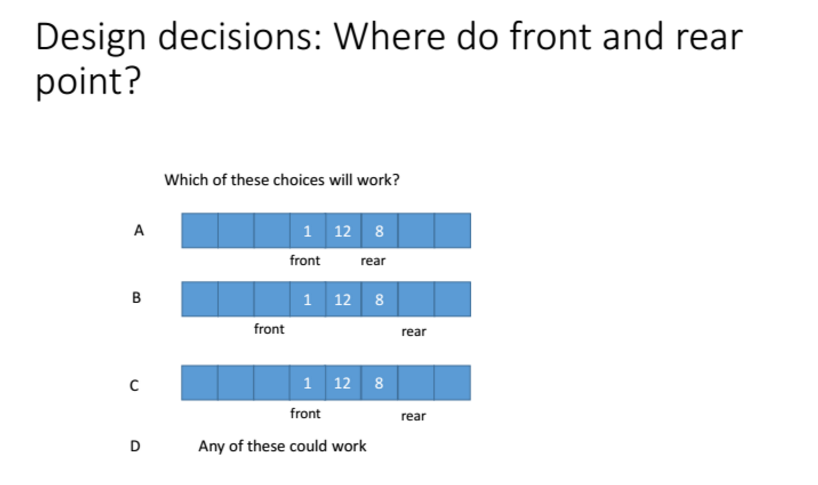 Design decisions: Where do front and rear
point?
Which of these choices will work?
A 1 12 8
front rear
B 1 12 8
front rear
C 1 12 8
front rear
D Any of these could work